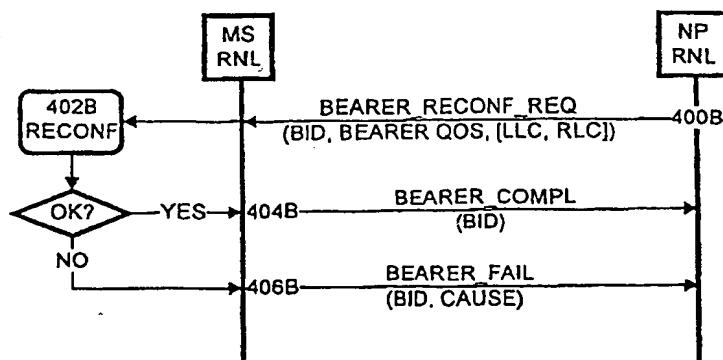 MS
RNL
NP
RNL
402B
RECONF
BEARER_RECONF_REQ
(BID, BEARER QOS, [LLC, RLC])
400B
OK?
YES
404B
BEARER_COMPL
(BID)
NO
406B
BEARER_FAIL
(BID, CAUSE)